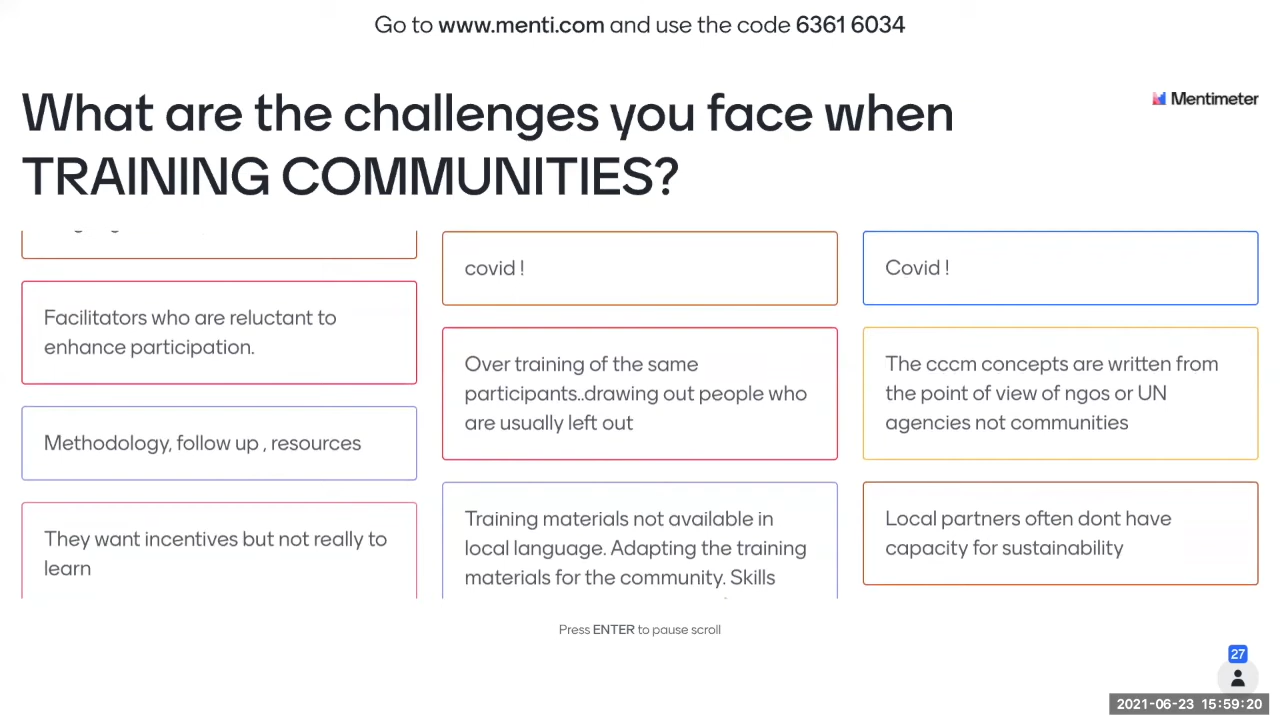 Go to www.menti.com and use the code 6361 6034
What are the challenges you face when
TRAINING COMMUNITIES?
Mentimeter
Facilitators who are reluctant to
enhance participation.
Methodology, follow up , resources
They want incentives but not really to
learn
covid !
Over training of the same
participants..drawing out people who
are usually left out
Training materials not available in
local language. Adapting the training
materials for the community. Skills
Covid !
The cccm concepts are written from
the point of view of ngos or UN
agencies not communities
Local partners often dont have
capacity for sustainability
Press ENTER to pause scroll
27
2021-06-23 15:59:20